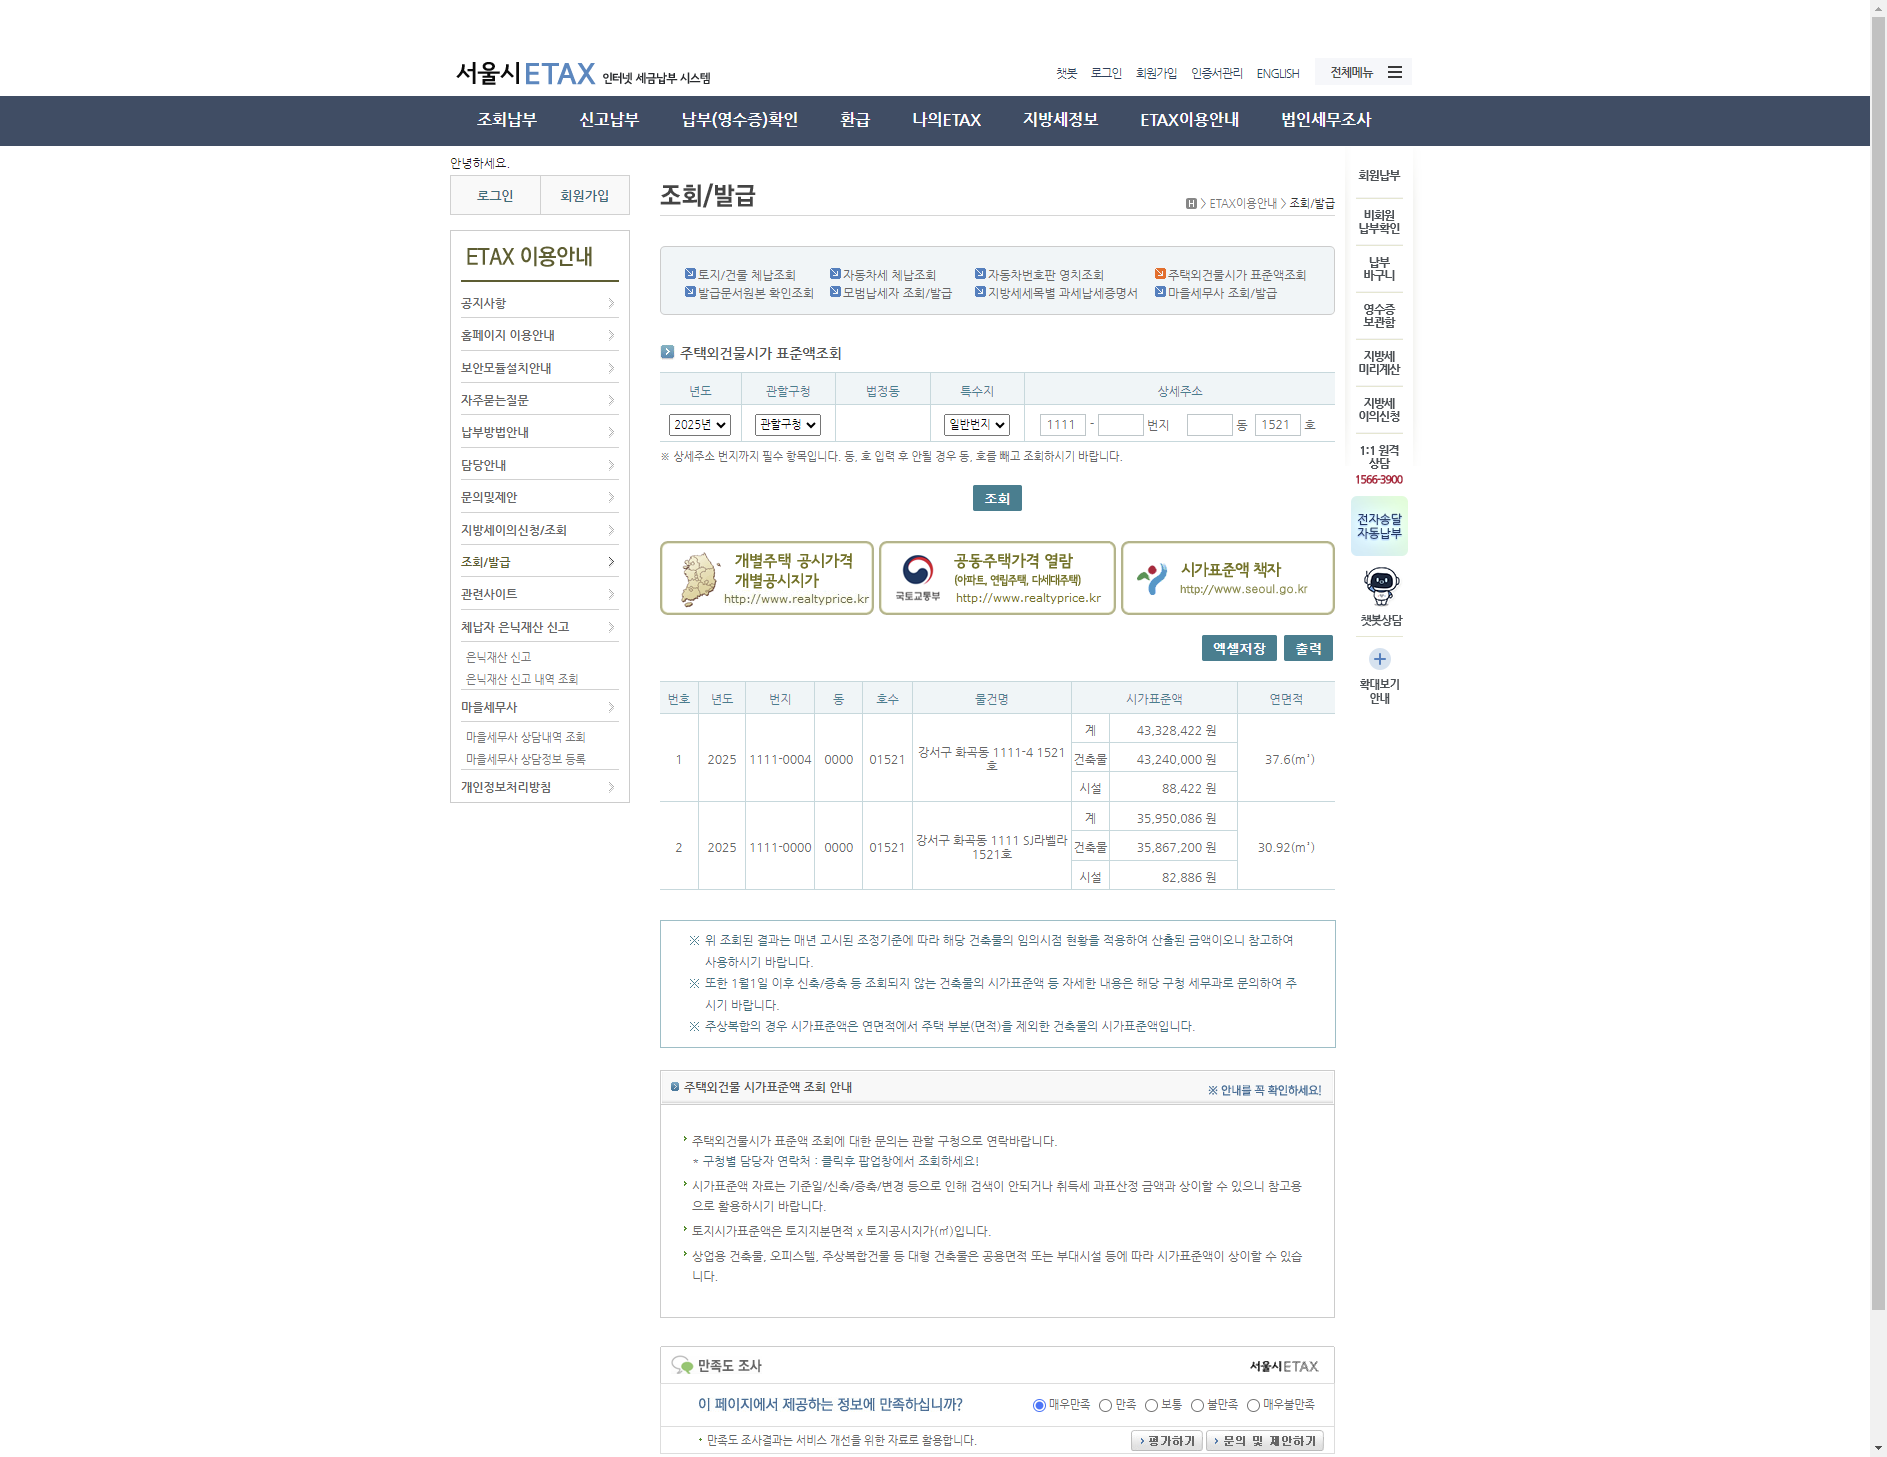 서울시 ETAX 인터넷 세금납부 시스템
챗봇 로그인 회원가입 인증서관리 ENGLISH 전체메뉴
조회납부 신고납부 납부(영수증)확인 환급 나의ETAX 지방세정보 ETAX이용안내 법인세무조사
안녕하세요.
로그인 회원가입
ETAX 이용안내
공지사항
홈페이지 이용안내
보안모듈설치안내
자주묻는질문
납부방법안내
담당안내
문의및제안
지방세이의신청/조회
조회/발급
관련사이트
체납자 은닉재산 신고
은닉재산 신고
은닉재산 신고 내역 조회
마을세무사
마을세무사 상담내역 조회
마을세무사 상담정보 등록
개인정보처리방침
조회/발급
H > ETAX이용안내 > 조회/발급
토지/건물 체납조회 자동차세 체납조회 자동차번호판 영치조회 주택외건물시가 표준액조회
발급문서원본 확인조회 모범납세자 조회/발급 지방세세목별 과세납세증명서 마을세무사 조회/발급
주택외건물시가 표준액조회
년도 관할구청 법정동 특수지 상세주소
2025년 관할구청 일반번지 1111 - 번지 동 1521 호
※ 상세주소 번지까지 필수 항목입니다. 동, 호 입력 후 안될 경우 동, 호를 빼고 조회하시기 바랍니다.
조회
개별주택 공시가격
개별공시지가
http://www.realtyprice.kr
국토교통부
공동주택가격 열람
(아파트, 연립주택, 다세대주택)
http://www.realtyprice.kr
시가표준액 책자
http://www.seoul.go.kr
엑셀저장 출력
번호 년도 번지 동 호수 물건명 시가표준액 연면적
1 2025 1111-0004 0000 01521 강서구 화곡동 1111-4 1521
호
계 43,328,422 원
건축물 43,240,000 원
시설 88,422 원
37.6(m²)
2 2025 1111-0000 0000 01521 강서구 화곡동 1111 SJ라벨라
1521호
계 35,950,086 원
건축물 35,867,200 원
시설 82,886 원
30.92(m²)
※ 위 조회된 결과는 매년 고시된 조정기준에 따라 해당 건축물의 임의시점 현황을 적용하여 산출된 금액이오니 참고하여
사용하시기 바랍니다.
※ 또한 1월1일 이후 신축/증축 등 조회되지 않는 건축물의 시가표준액 등 자세한 내용은 해당 구청 세무과로 문의하여 주
시기 바랍니다.
※ 주상복합의 경우 시가표준액은 연면적에서 주택 부분(면적)을 제외한 건축물의 시가표준액입니다.
주택외건물 시가표준액 조회 안내
※ 안내를 꼭 확인하세요!
주택외건물시가 표준액 조회에 대한 문의는 관할 구청으로 연락바랍니다.
* 구청별 담당자 연락처 : 클릭후 팝업창에서 조회하세요!
시가표준액 자료는 기준일/신축/증축/변경 등으로 인해 검색이 안되거나 취득세 과표산정 금액과 상이할 수 있으니 참고용
으로 활용하시기 바랍니다.
토지시가표준액은 토지지분면적 x 토지공시지가(㎡)입니다.
상업용 건축물, 오피스텔, 주상복합건물 등 대형 건축물은 공용면적 또는 부대시설 등에 따라 시가표준액이 상이할 수 있습
니다.
만족도 조사
서울시ETAX
이 페이지에서 제공하는 정보에 만족하십니까?
매우만족 만족 보통 불만족 매우불만족
만족도 조사결과는 서비스 개선을 위한 자료로 활용합니다.
평가하기 문의 및 제안하기
회원납부
비회원
납부확인
납부
바구니
영수증
보관함
지방세
미리계산
지방세
이의신청
1:1 원격
상담
1566-3900
전자송달
자동납부
챗봇상담
확대보기
안내